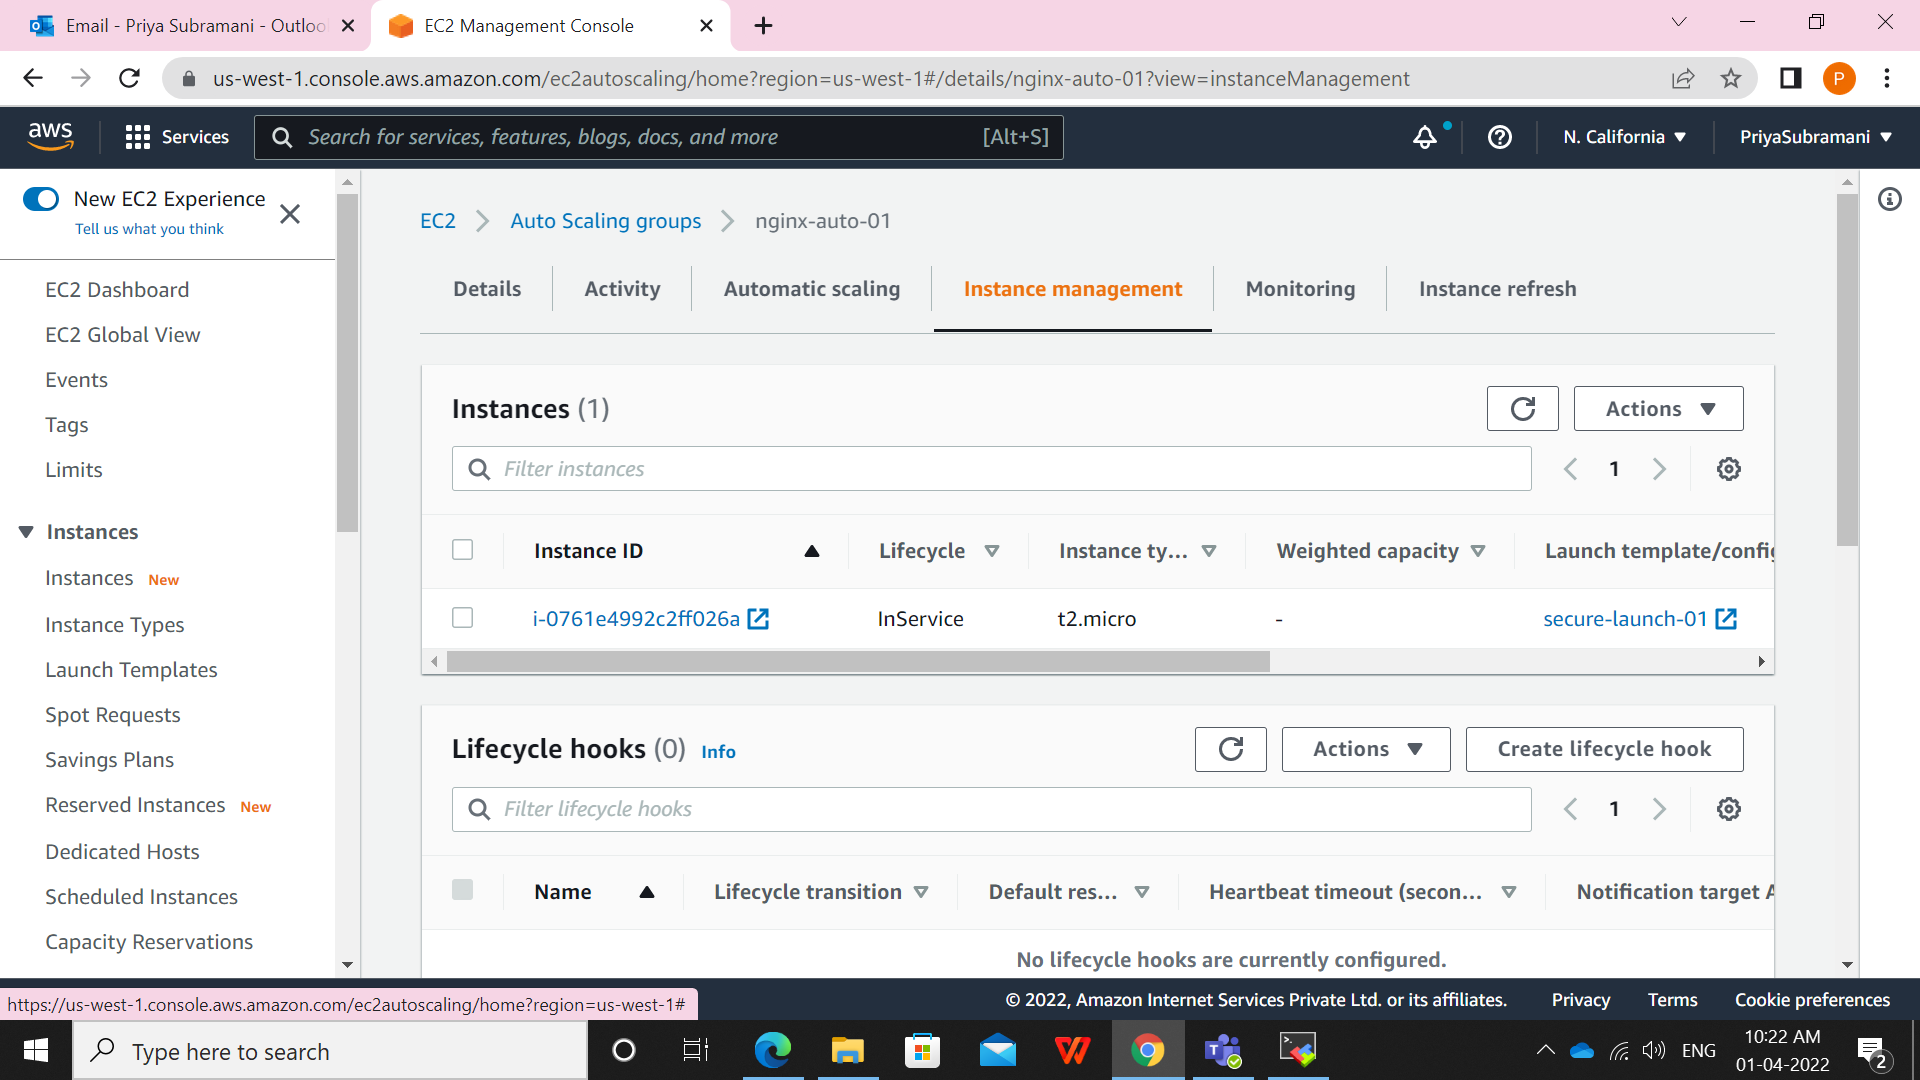 Email - Priya Subramani - Outloo
EC2 Management Console
us-west-1.console.aws.amazon.com/ec2autoscaling/home?region=us-west-1#/details/nginx-auto-01?view=instanceManagement
P
aws
Services
Search for services, features, blogs, docs, and more
[Alt+S]
N. California
PriyaSubramani
New EC2 Experience
Tell us what you think
EC2 Dashboard
EC2 Global View
Events
Tags
Limits
Instances
Instances New
Instance Types
Launch Templates
Spot Requests
Savings Plans
Reserved Instances New
Dedicated Hosts
Scheduled Instances
Capacity Reservations
EC2 Auto Scaling groups nginx-auto-01
Details Activity Automatic scaling Instance management Monitoring Instance refresh
Instances (1)
Actions
Filter instances
1
Instance ID Lifecycle Instance ty... Weighted capacity Launch template/config
i-0761e4992c2ff026a InService t2.micro - secure-launch-01
Lifecycle hooks (0) Info
Actions
Create lifecycle hook
Filter lifecycle hooks
1
Name Lifecycle transition Default res... Heartbeat timeout (secon... Notification target A
No lifecycle hooks are currently configured.
https://us-west-1.console.aws.amazon.com/ec2autoscaling/home?region=us-west-1#
© 2022, Amazon Internet Services Private Ltd. or its affiliates. Privacy Terms Cookie preferences
Type here to search
ENG
10:22 AM
01-04-2022
2